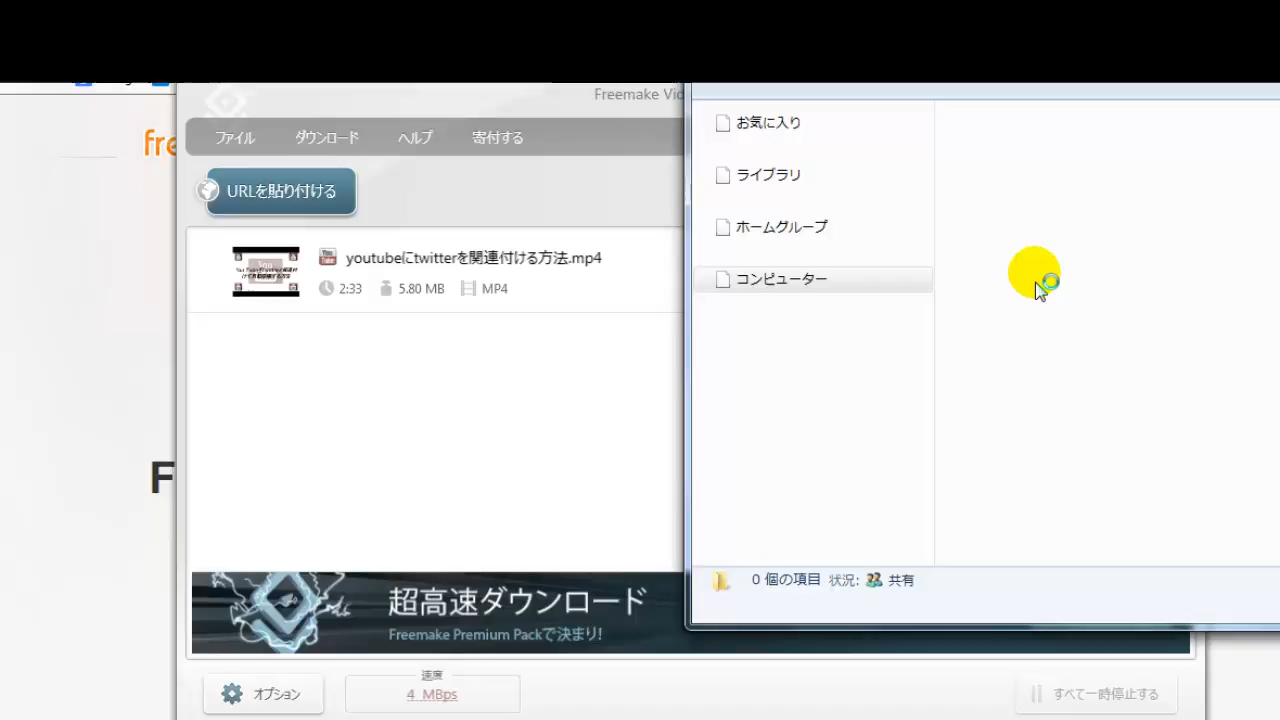 Freemake Vid
fre
ファイル ダウンロード ヘルプ 寄付する
URLを貼り付ける
youtubeにtwitterを関連付ける方法.mp4
2:33 5.80 MB MP4
F
超高速ダウンロード
Freemake Premium Packで決まり!
オプション
速度
4 MBps
すべて一時停止する
お気に入り
ライブラリ
ホームグループ
コンピューター
0 個の項目 状況: 共有